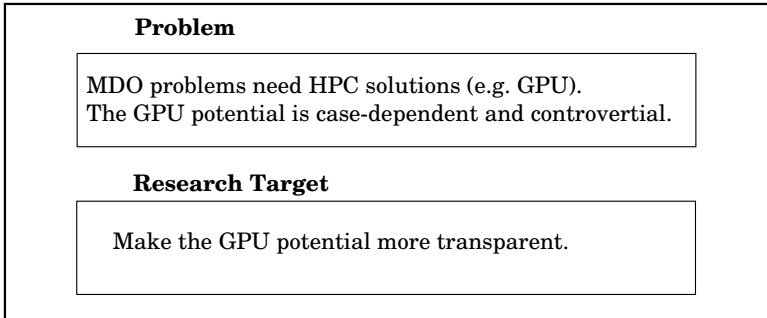 Problem
MDO problems need HPC solutions (e.g. GPU).
The GPU potential is case-dependent and controvertial.
Research Target
Make the GPU potential more transparent.